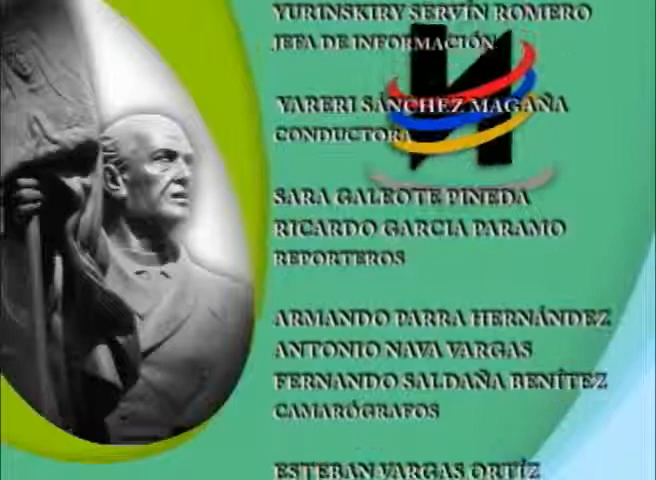 YURINSKIRY SERVÍN ROMERO
JEFA DE INFORMACIÓN
YARERI SÁNCHEZ MAGAÑA
CONDUCTORA
SARA GALEOTE PINEDA
RICARDO GARCIA PARAMO
REPORTEROS
ARMANDO PARRA HERNÁNDEZ
ANTONIO NAVA VARGAS
FERNANDO SALDAÑA BENÍTEZ
CAMARÓGRAFOS
ESTEBAN VARGAS ORTÍZ